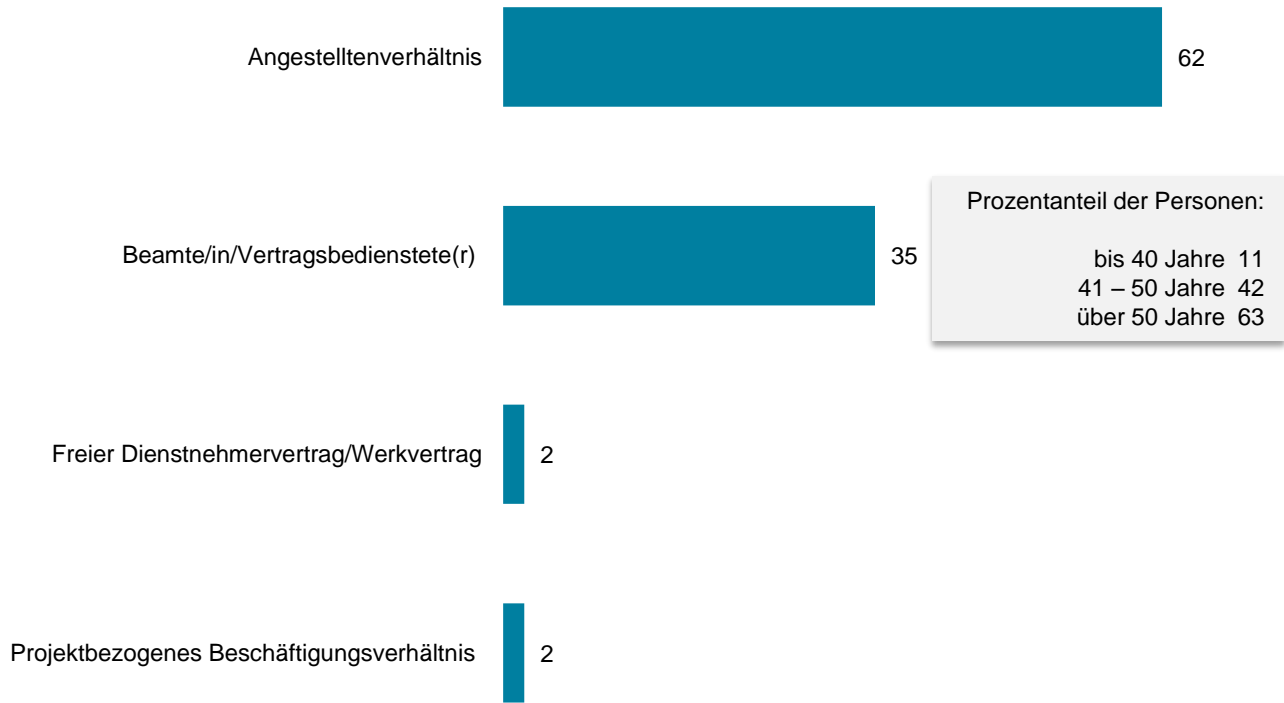 Angestelltenverhältnis 62
Beamte/in/Vertragsbedienstete(r) 35
Prozentanteil der Personen:
bis 40 Jahre 11
41 – 50 Jahre 42
über 50 Jahre 63
Freier Dienstnehmervertrag/Werkvertrag 2
Projektbezogenes Beschäftigungsverhältnis 2